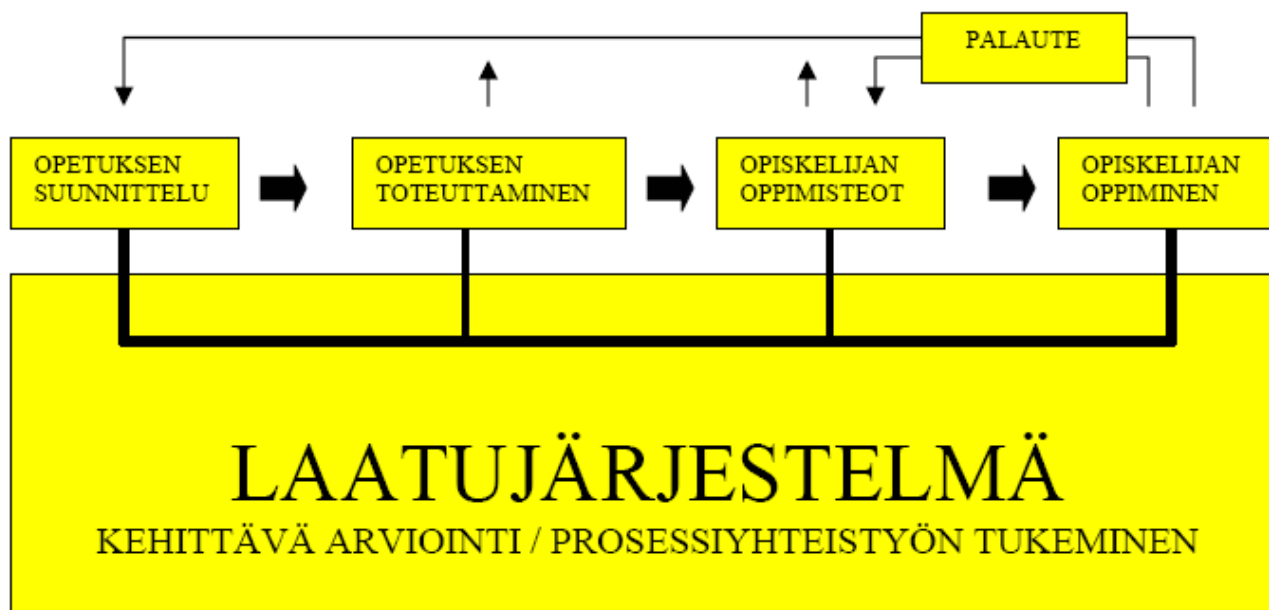 PALAUTE
OPETUKSEN
SUUNNITTELU
OPETUKSEN
TOTEUTTAMINEN
OPISKELIJAN
OPPIMISTEOT
OPISKELIJAN
OPPIMINEN
LAATUJÄRJESTELMÄ
KEHITTÄVÄ ARVIOINTI / PROSESSIYHTEISTYÖN TUKEMINEN